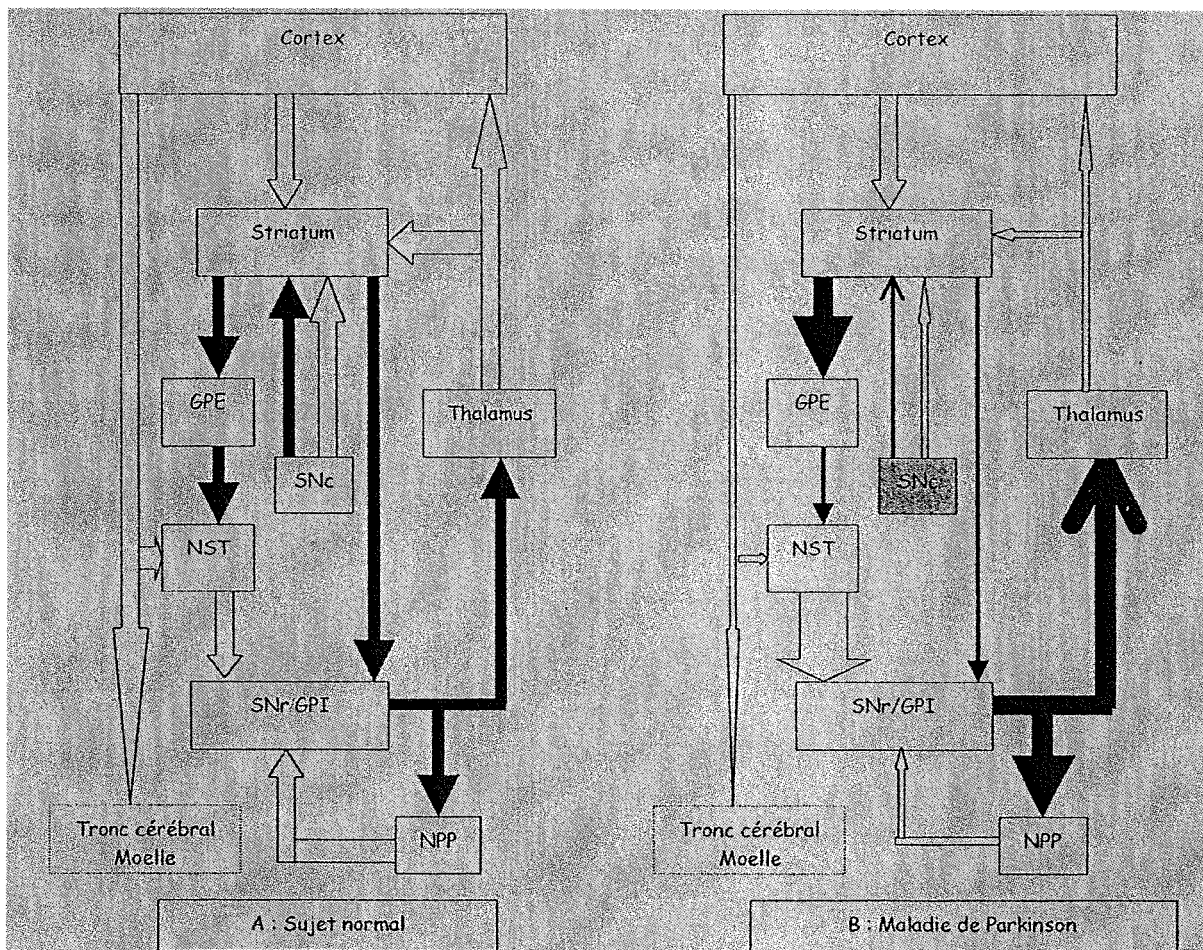 Cortex
Striatum
GPE
Thalamus
SNc
NST
SNr/GPI
Tronc cérébral
Moelle
NPP
A : Sujet normal
Cortex
Striatum
GPE
Thalamus
SNc
NST
SNr/GPI
Tronc cérébral
Moelle
NPP
B : Maladie de Parkinson